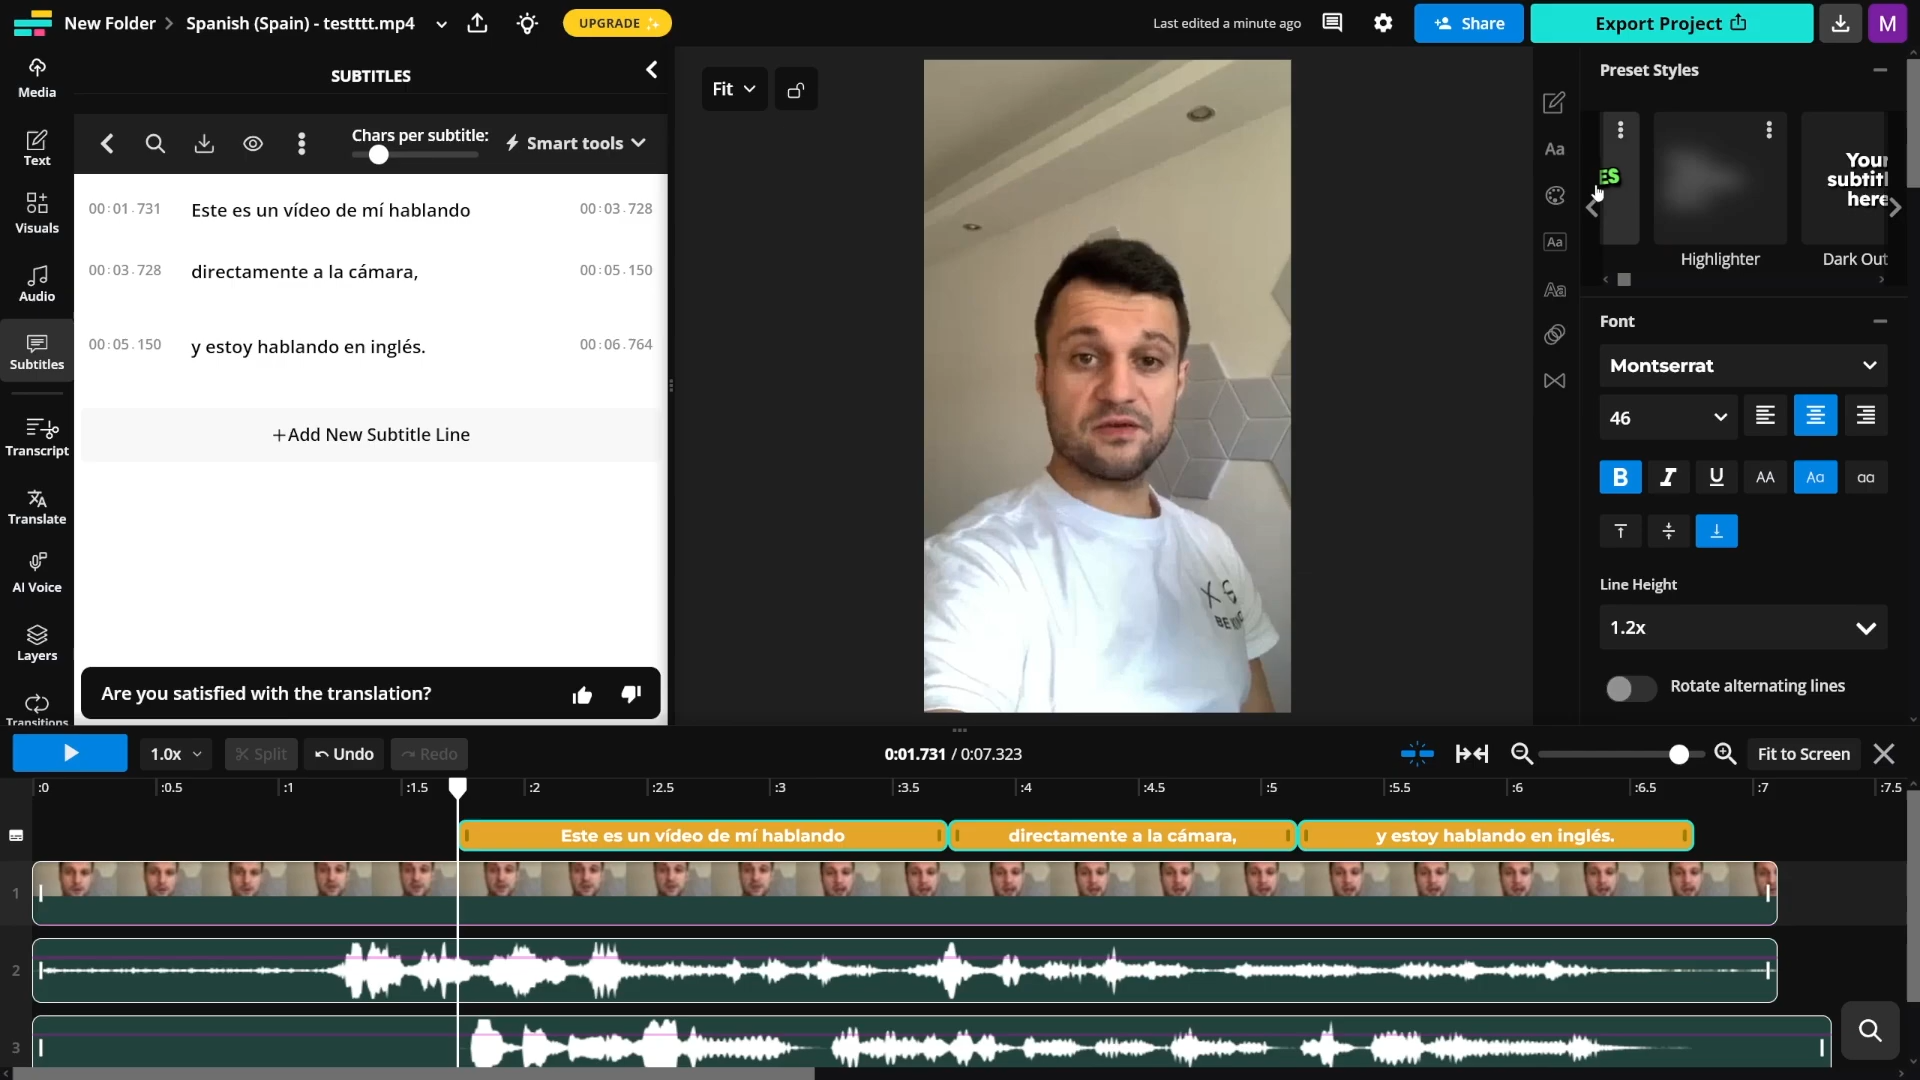 New Folder > Spanish (Spain) - testttt.mp4
UPGRADE
Last edited a minute ago
Share
Export Project
M
Media
Text
Visuals
Audio
Subtitles
Transcript
Translate
AI Voice
Layers
Transitions
SUBTITLES
Chars per subtitle:
Smart tools
00:01.731 Este es un vídeo de mí hablando 00:03.728
00:03.728 directamente a la cámara, 00:05.150
00:05.150 y estoy hablando en inglés. 00:06.764
+Add New Subtitle Line
Are you satisfied with the translation?
Fit
Preset Styles
ES
Your
subtitl
here
Highlighter
Dark Out
Font
Montserrat
46
B I U AA Aa aa
Line Height
1.2x
Rotate alternating lines
Aa
Aa
Aa
1.0x
Split
Undo
Redo
0:01.731 / 0:07.323
Fit to Screen
:0 :0.5 :1 :1.5 :2 :2.5 :3 :3.5 :4 :4.5 :5 :5.5 :6 :6.5 :7 :7.5
Este es un vídeo de mí hablando
directamente a la cámara,
y estoy hablando en inglés.
1
2
3